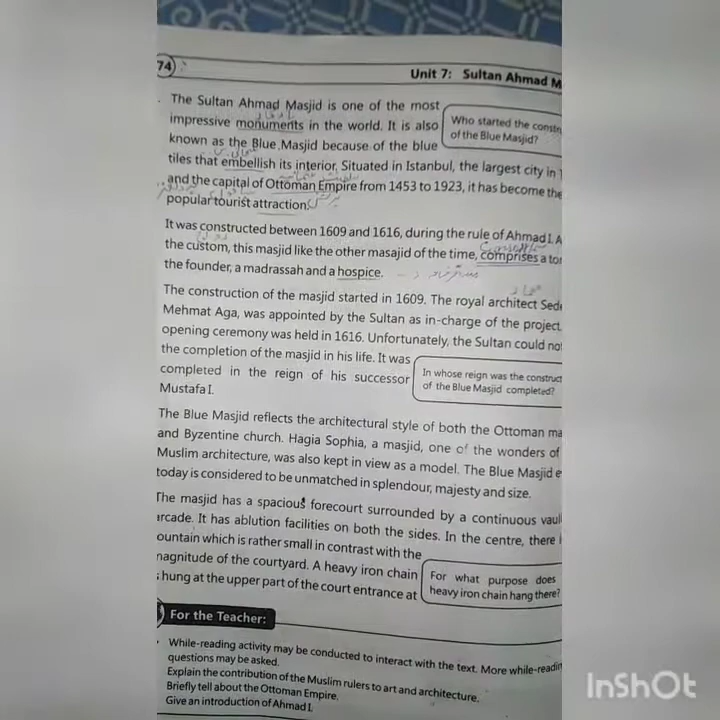 74
Unit 7: Sultan Ahmad M
The Sultan Ahmad Masjid is one of the most
impressive monuments in the world. It is also
known as the Blue Masjid because of the blue
Who started the constr
of the Blue Masjid?
tiles that embellish its interior. Situated in Istanbul, the largest city in
and the capital of Ottoman Empire from 1453 to 1923, it has become the
popular tourist attraction.
It was constructed between 1609 and 1616, during the rule of Ahmad I. A
the custom, this masjid like the other masajid of the time, comprises a to
the founder, a madrassah and a hospice.
The construction of the masjid started in 1609. The royal architect Sede
Mehmat Aga, was appointed by the Sultan as in-charge of the project.
opening ceremony was held in 1616. Unfortunately, the Sultan could no
the completion of the masjid in his life. It was
completed in the reign of his successor
Mustafa I.
In whose reign was the construct
of the Blue Masjid completed?
The Blue Masjid reflects the architectural style of both the Ottoman ma
and Byzentine church. Hagia Sophia, a masjid, one of the wonders of
Muslim architecture, was also kept in view as a model. The Blue Masjid e
today is considered to be unmatched in splendour, majesty and size.
The masjid has a spacious forecourt surrounded by a continuous vaul
arcade. It has ablution facilities on both the sides. In the centre, there i
ountain which is rather small in contrast with the
magnitude of the courtyard. A heavy iron chain
s hung at the upper part of the court entrance at
For what purpose does
heavy iron chain hang there?
For the Teacher:
While-reading activity may be conducted to interact with the text. More while-readin
questions may be asked.
Explain the contribution of the Muslim rulers to art and architecture.
Briefly tell about the Ottoman Empire.
Give an introduction of Ahmad I.
InShOt